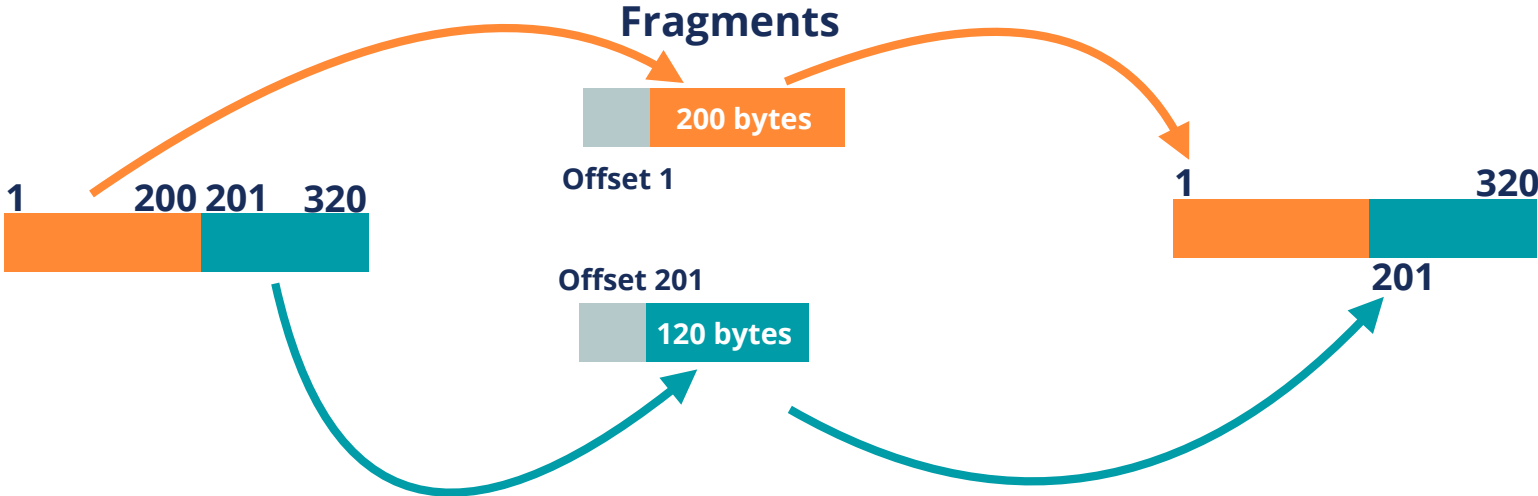 Fragments
200 bytes
Offset 1
1 200 201 320
Offset 201
120 bytes
1 320
201